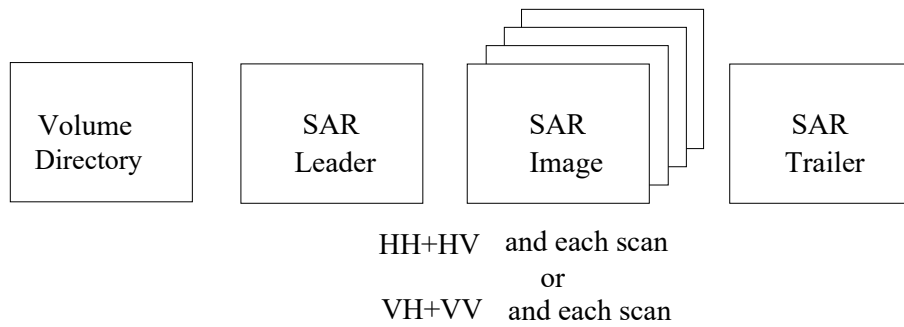 Volume
Directory
SAR
Leader
SAR
Image
SAR
Trailer
HH+HV and each scan
or
VH+VV and each scan